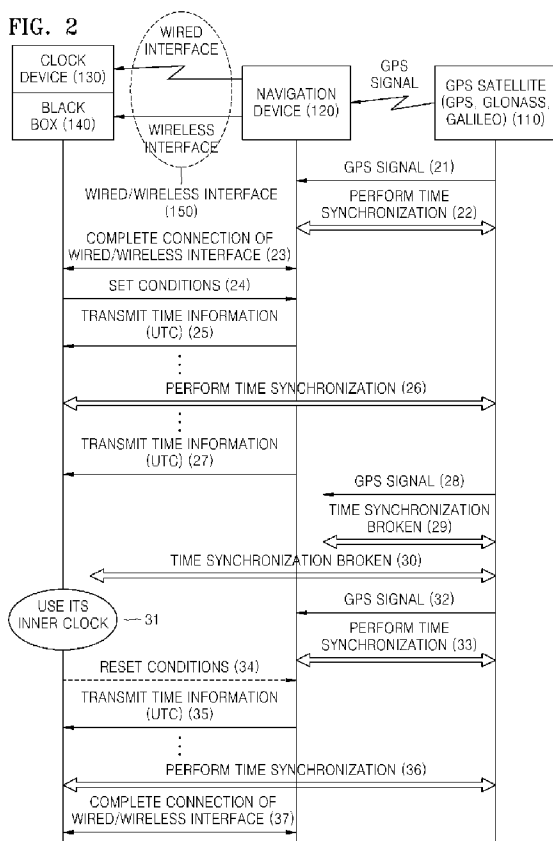 FIG. 2
WIRED
INTERFACE
CLOCK
DEVICE (130)
BLACK
BOX (140)
NAVIGATION
DEVICE (120)
GPS
SIGNAL
GPS SATELLITE
(GPS, GLONASS,
GALILEO) (110)
WIRELESS
INTERFACE
WIRED/WIRELESS INTERFACE
(150)
GPS SIGNAL (21)
PERFORM TIME
SYNCHRONIZATION (22)
COMPLETE CONNECTION OF
WIRED/WIRELESS INTERFACE (23)
SET CONDITIONS (24)
TRANSMIT TIME INFORMATION
(UTC) (25)
PERFORM TIME SYNCHRONIZATION (26)
TRANSMIT TIME INFORMATION
(UTC) (27)
GPS SIGNAL (28)
TIME SYNCHRONIZATION
BROKEN (29)
TIME SYNCHRONIZATION BROKEN (30)
USE ITS
INNER CLOCK
31
GPS SIGNAL (32)
PERFORM TIME
SYNCHRONIZATION (33)
RESET CONDITIONS (34)
TRANSMIT TIME INFORMATION
(UTC) (35)
PERFORM TIME SYNCHRONIZATION (36)
COMPLETE CONNECTION OF
WIRED/WIRELESS INTERFACE (37)